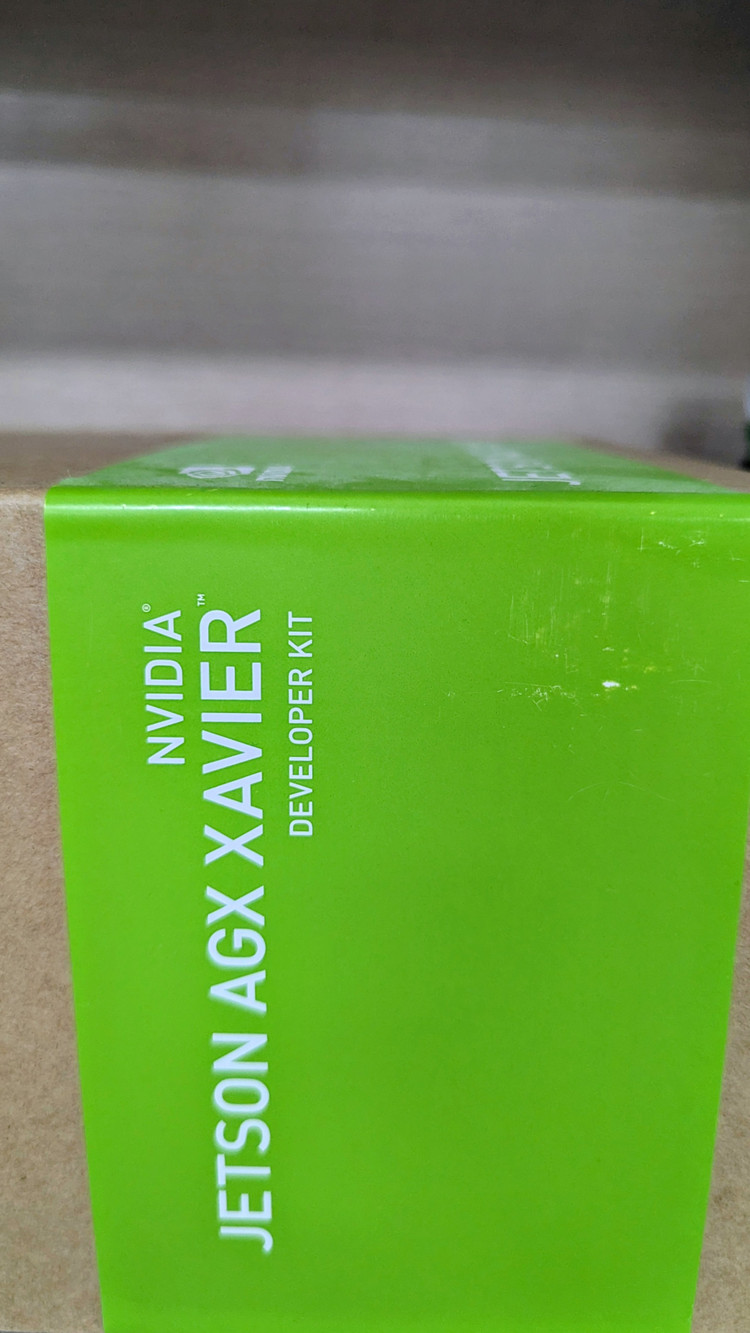 NVIDIA®
JETSON AGX XAVIER™
DEVELOPER KIT